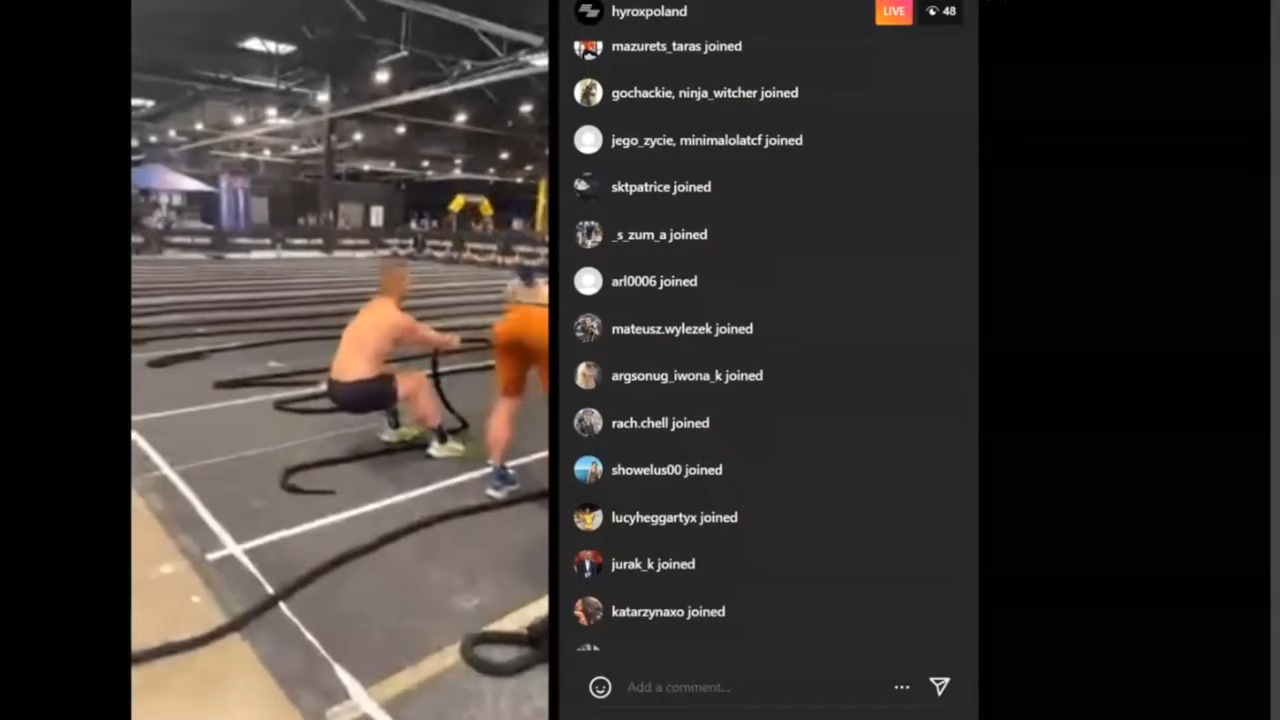 hyroxpoland
LIVE
48
mazurets_taras joined
gochackie, ninja_witcher joined
jego_zycie, minimalolatcf joined
sktpatrice joined
_s_zum_a joined
arl0006 joined
mateusz.wylezek joined
argsonug_iwona_k joined
rach.chell joined
showelus00 joined
lucyheggartyx joined
jurak_k joined
katarzynaxo joined
Add a comment...